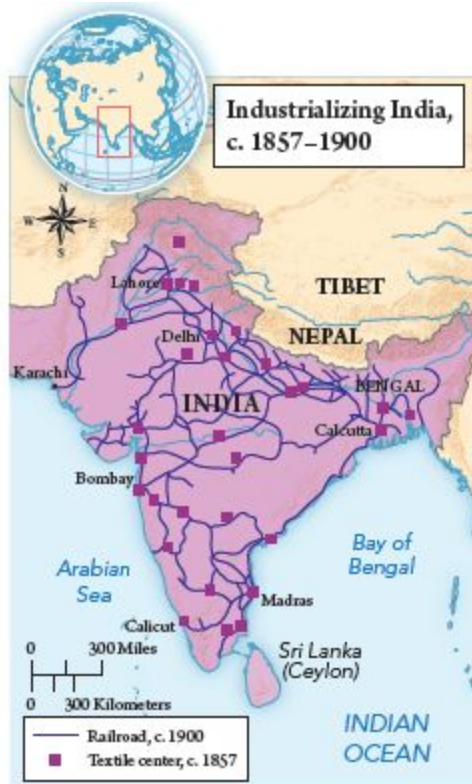 Industrializing India,
c. 1857–1900
N
W
E
S
Lahore
TIBET
Delhi
NEPAL
Karachi
BENGAL
INDIA
Calcutta
Bombay
Bay of
Bengal
Arabian
Sea
Madras
Calicut
0
300 Miles
Sri Lanka
(Ceylon)
0
300 Kilometers
Railroad, c. 1900
Textile center, c. 1857
INDIAN
OCEAN